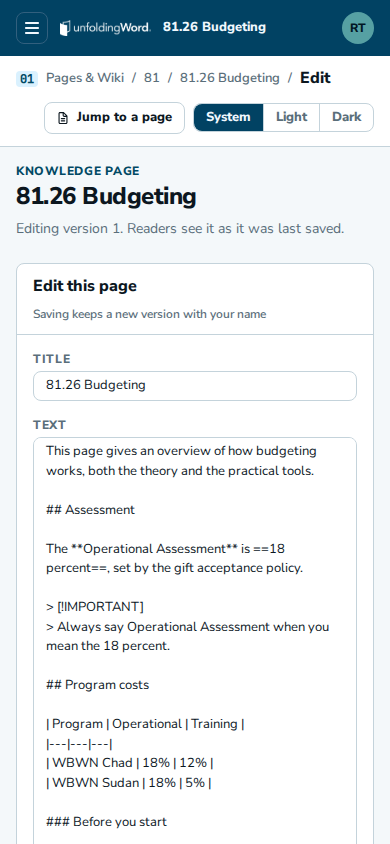 unfoldingWord. 81.26 Budgeting RT
01 Pages & Wiki / 81 / 81.26 Budgeting / Edit
Jump to a page System Light Dark
KNOWLEDGE PAGE
81.26 Budgeting
Editing version 1. Readers see it as it was last saved.
Edit this page
Saving keeps a new version with your name
TITLE
81.26 Budgeting
TEXT
This page gives an overview of how budgeting
works, both the theory and the practical tools.
## Assessment
The **Operational Assessment** is ==18
percent==, set by the gift acceptance policy.
> [!IMPORTANT]
> Always say Operational Assessment when you
mean the 18 percent.
## Program costs
| Program | Operational | Training |
|---|---|---|
| WBWN Chad | 18% | 12% |
| WBWN Sudan | 18% | 5% |
### Before you start